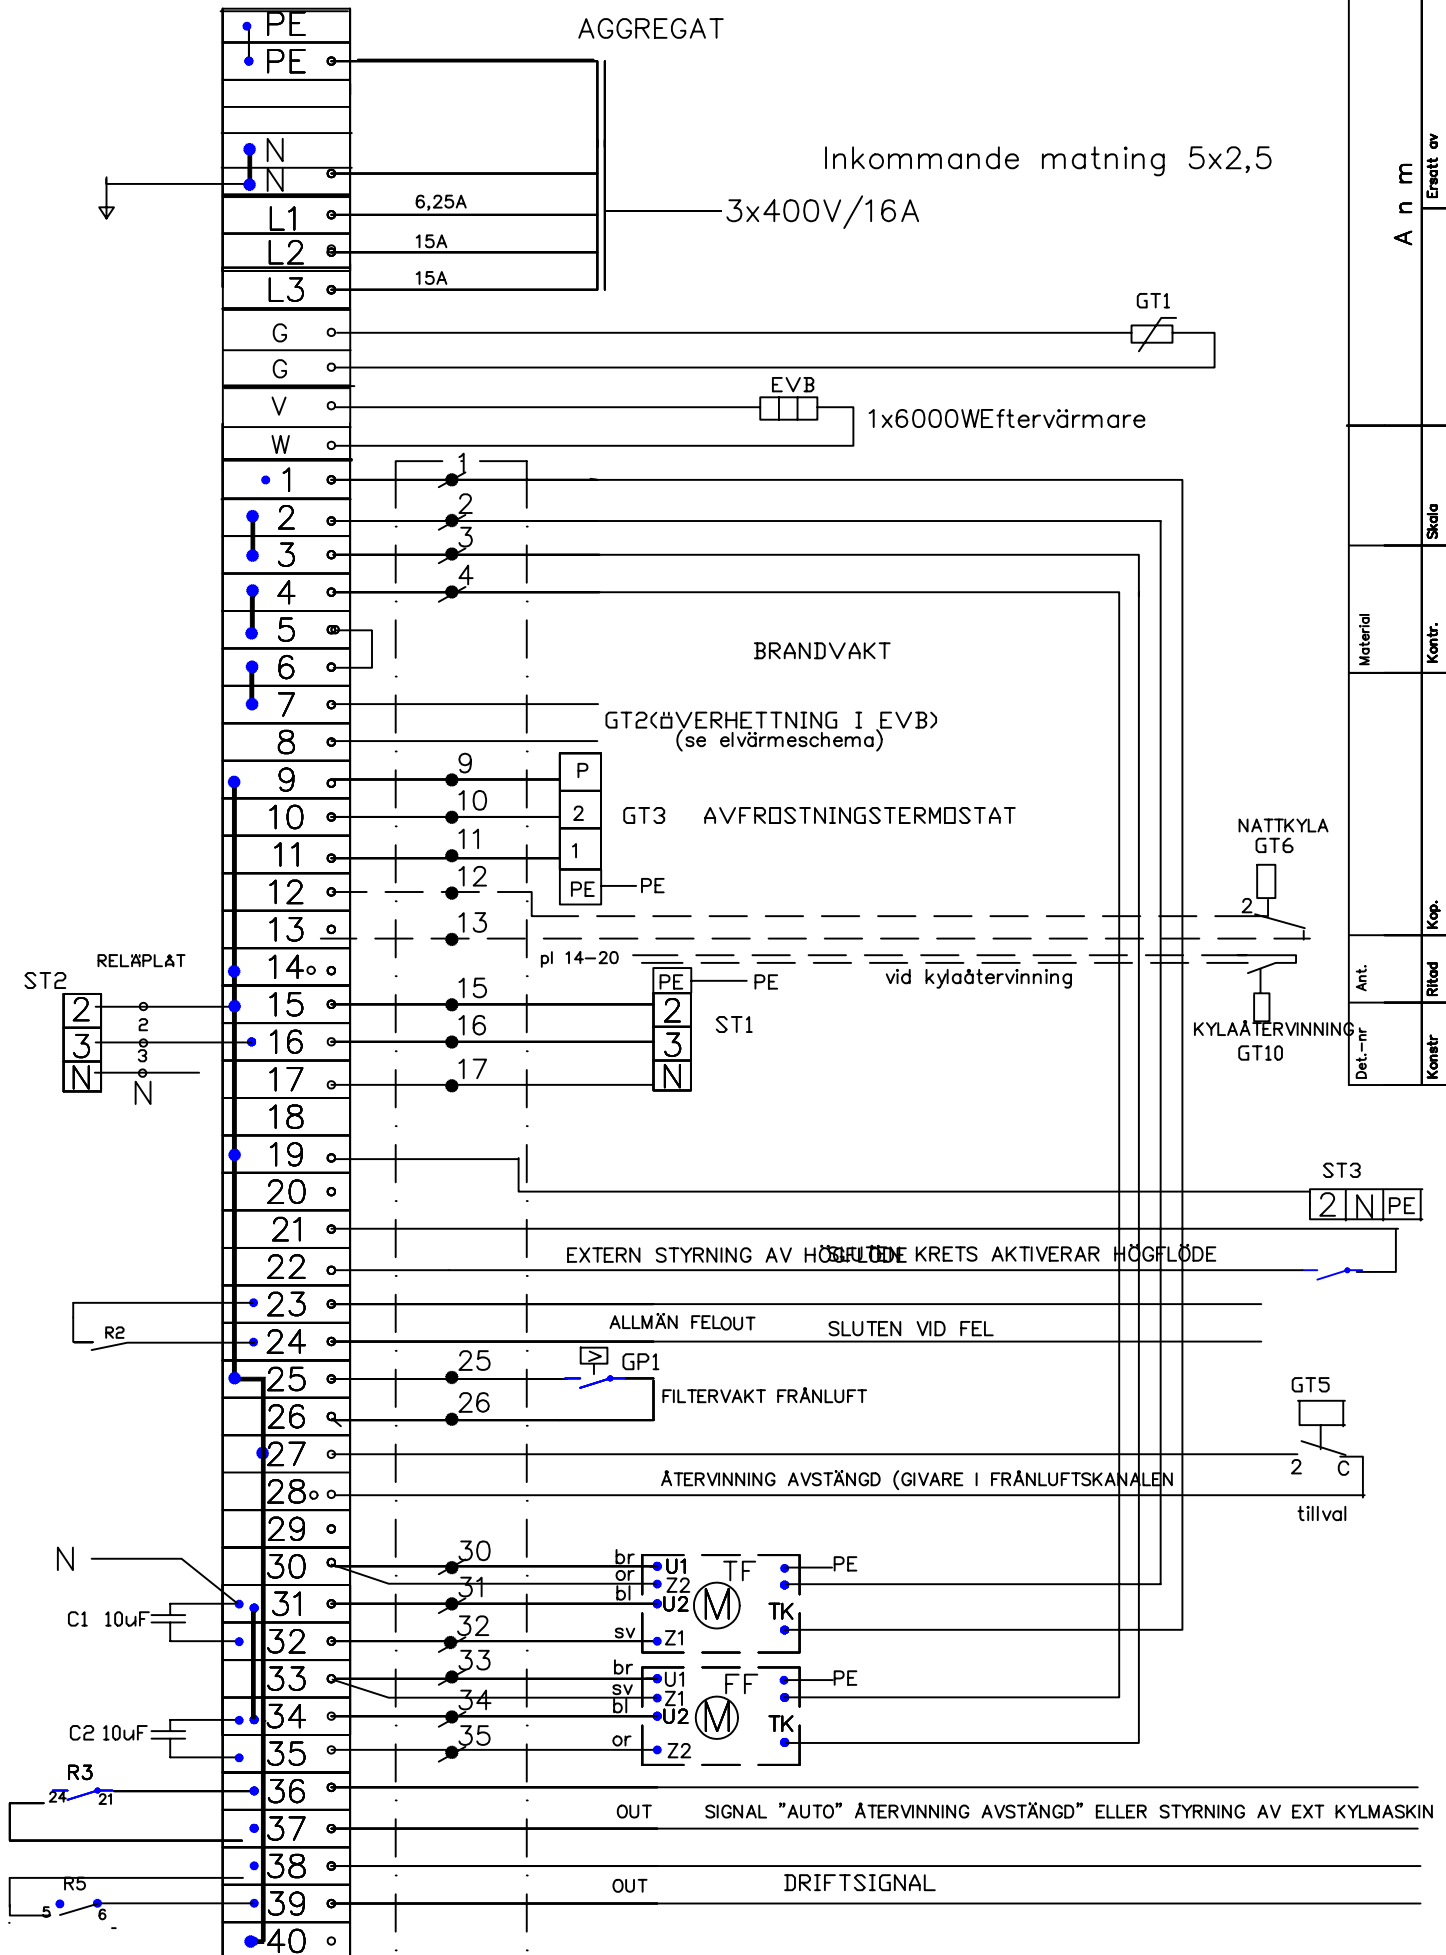 PE
AGGREGAT
PE
N
Inkommande matning 5x2,5
N
L1
6,25A
3x400V/16A
L2
15A
L3
15A
G
GT1
G
V
EVB
1x6000WEftervärmare
W
1
1
2
2
3
3
4
4
5
BRANDVAKT
6
7
GT2(ÖVERHETTNING I EVB)
(se elvärmeschema)
8
9
9
P
10
10
2
GT3
AVFROSTNINGSTERMOSTAT
11
11
1
12
12
PE
PE
NATTKYLA
GT6
2
1
13
13
pl 14-20
vid kylaåtervinning
KYLAÅTERVINNING
GT10
14
RELÄPLÅT
ST2
2
2
3
3
N
N
PE
PE
15
15
2
ST1
16
16
3
17
17
N
18
19
ST3
2
N
PE
20
21
EXTERN STYRNING AV HÖGFLÖDE
SLUTEN KRETS AKTIVERAR HÖGFLÖDE
22
23
ALLMÄN FELOUT
SLUTEN VID FEL
R2
24
25
25
>
GP1
FILTERVAKT FRÅNLUFT
26
26
GT5
2
C
27
ÅTERVINNING AVSTÄNGD (GIVARE I FRÅNLUFTSKANALEN
28
tillval
29
N
30
30
br
U1
TF
PE
or
Z2
31
31
bl
U2
M
TK
C1 10uF
32
32
sv
Z1
33
33
br
U1
FF
PE
sv
Z1
34
34
bl
U2
M
TK
C2 10uF
35
35
or
Z2
R3
24
21
36
OUT
SIGNAL "AUTO" ÅTERVINNING AVSTÄNGD" ELLER STYRNING AV EXT KYLMASKIN
37
38
R5
5
6
OUT
DRIFTSIGNAL
39
40
Anm
Ersatt av
Skala
Material
Kontr.
Kop.
Ant.
Ritad
Det.-nr
Konstr